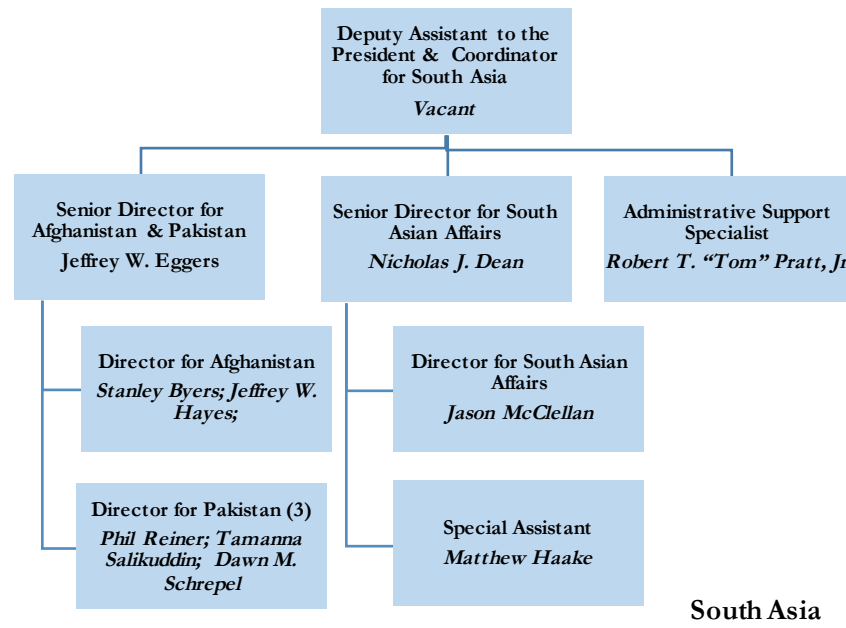 Deputy Assistant to the
President & Coordinator
for South Asia
Vacant
Senior Director for
Afghanistan & Pakistan
Jeffrey W. Eggers
Senior Director for South
Asian Affairs
Nicholas J. Dean
Administrative Support
Specialist
Robert T. “Tom” Pratt, Jr
Director for Afghanistan
Stanley Byers; Jeffrey W.
Hayes;
Director for South Asian
Affairs
Jason McClellan
Director for Pakistan (3)
Phil Reiner; Tamanna
Salikuddin; Dawn M.
Schrepel
Special Assistant
Matthew Haake
South Asia